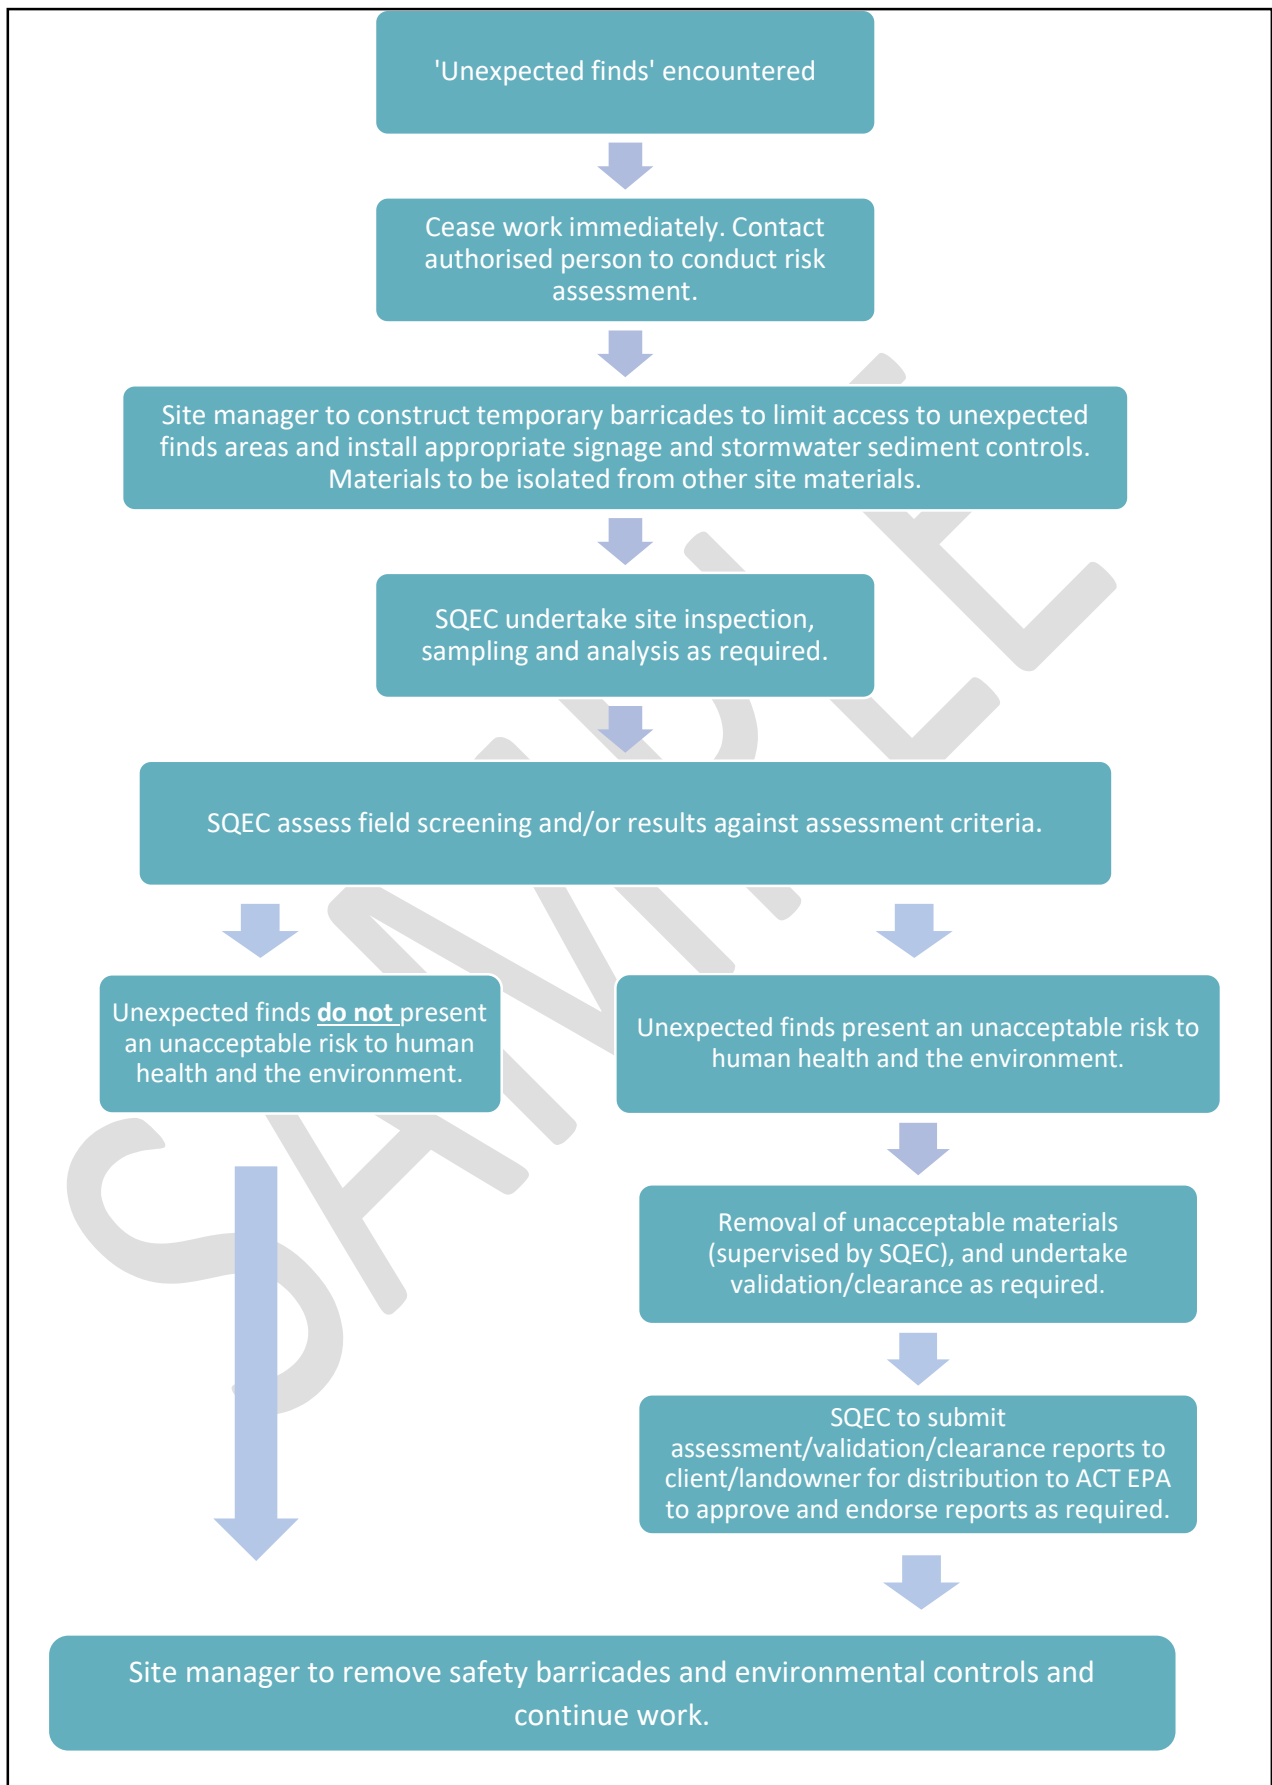 'Unexpected finds' encountered
Cease work immediately. Contact
authorised person to conduct risk
assessment.
Site manager to construct temporary barricades to limit access to unexpected
finds areas and install appropriate signage and stormwater sediment controls.
Materials to be isolated from other site materials.
SQEC undertake site inspection,
sampling and analysis as required.
SQEC assess field screening and/or results against assessment criteria.
Unexpected finds do not present
an unacceptable risk to human
health and the environment.
Unexpected finds present an unacceptable risk to
human health and the environment.
Removal of unacceptable materials
(supervised by SQEC), and undertake
validation/clearance as required.
SQEC to submit
assessment/validation/clearance reports to
client/landowner for distribution to ACT EPA
to approve and endorse reports as required.
Site manager to remove safety barricades and environmental controls and
continue work.
SAMPLE